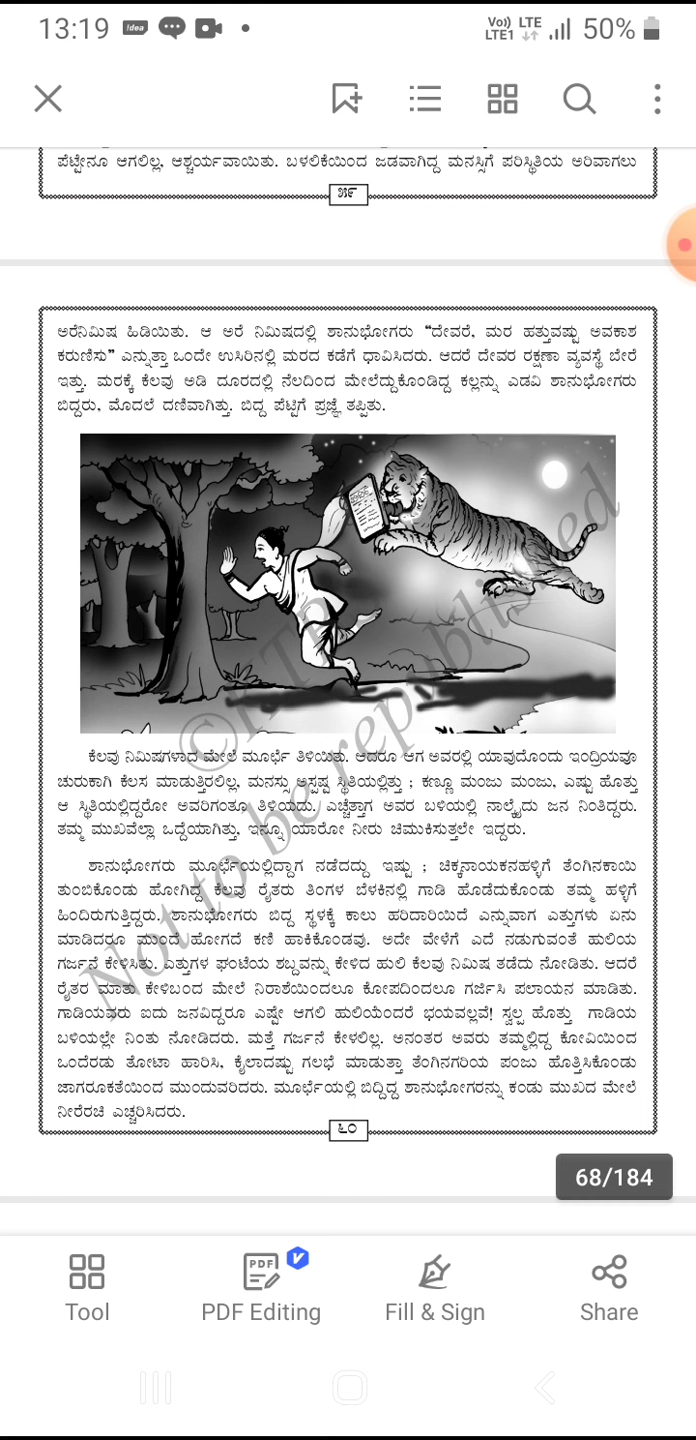 13:19 !dea Vo)) LTE LTE1 50%
ಪೆಟ್ಟೇನೂ ಆಗಲಿಲ್ಲ, ಆಶ್ಚರ್ಯವಾಯಿತು. ಬಳಲಿಕೆಯಿಂದ ಜಡವಾಗಿದ್ದ ಮನಸ್ಸಿಗೆ ಪರಿಸ್ಥಿತಿಯ ಅರಿವಾಗಲು
೫೯
ಅರೆನಿಮಿಷ ಹಿಡಿಯಿತು. ಆ ಅರೆ ನಿಮಿಷದಲ್ಲಿ ಶಾನುಭೋಗರು “ದೇವರೆ, ಮರ ಹತ್ತುವಷ್ಟು ಅವಕಾಶ
ಕರುಣಿಸು” ಎನ್ನುತ್ತಾ ಒಂದೇ ಉಸಿರಿನಲ್ಲಿ ಮರದ ಕಡೆಗೆ ಧಾವಿಸಿದರು. ಆದರೆ ದೇವರ ರಕ್ಷಣಾ ವ್ಯವಸ್ಥೆ ಬೇರೆ
ಇತ್ತು. ಮರಕ್ಕೆ ಕೆಲವು ಅಡಿ ದೂರದಲ್ಲಿ ನೆಲದಿಂದ ಮೇಲೆದ್ದುಕೊಂಡಿದ್ದ ಕಲ್ಲನ್ನು ಎಡವಿ ಶಾನುಭೋಗರು
ಬಿದ್ದರು, ಮೊದಲೆ ದಣಿವಾಗಿತ್ತು. ಬಿದ್ದ ಪೆಟ್ಟಿಗೆ ಪ್ರಜ್ಞೆ ತಪ್ಪಿತು.
ಕೆಲವು ನಿಮಿಷಗಳಾದ ಮೇಲೆ ಮೂರ್ಛೆ ತಿಳಿಯಿತು. ಆದರೂ ಆಗ ಅವರಲ್ಲಿ ಯಾವುದೊಂದು ಇಂದ್ರಿಯವೂ
ಚುರುಕಾಗಿ ಕೆಲಸ ಮಾಡುತ್ತಿರಲಿಲ್ಲ, ಮನಸ್ಸು ಅಸ್ಪಷ್ಟ ಸ್ಥಿತಿಯಲ್ಲಿತ್ತು ; ಕಣ್ಣೂ ಮಂಜು ಮಂಜು, ಎಷ್ಟು ಹೊತ್ತು
ಆ ಸ್ಥಿತಿಯಲ್ಲಿದ್ದರೋ ಅವರಿಗಂತೂ ತಿಳಿಯದು. ಎಚ್ಚೆತ್ತಾಗ ಅವರ ಬಳಿಯಲ್ಲಿ ನಾಲ್ಕೈದು ಜನ ನಿಂತಿದ್ದರು.
ತಮ್ಮ ಮುಖವೆಲ್ಲಾ ಒದ್ದೆಯಾಗಿತ್ತು, ಇನ್ನೂ ಯಾರೋ ನೀರು ಚಿಮುಕಿಸುತ್ತಲೇ ಇದ್ದರು.
ಶಾನುಭೋಗರು ಮೂರ್ಛೆಯಲ್ಲಿದ್ದಾಗ ನಡೆದದ್ದು ಇಷ್ಟು ; ಚಿಕ್ಕನಾಯಕನಹಳ್ಳಿಗೆ ತೆಂಗಿನಕಾಯಿ
ತುಂಬಿಕೊಂಡು ಹೋಗಿದ್ದ ಕೆಲವು ರೈತರು ತಿಂಗಳ ಬೆಳಕಿನಲ್ಲಿ ಗಾಡಿ ಹೊಡೆದುಕೊಂಡು ತಮ್ಮ ಹಳ್ಳಿಗೆ
ಹಿಂದಿರುಗುತ್ತಿದ್ದರು. ಶಾನುಭೋಗರು ಬಿದ್ದ ಸ್ಥಳಕ್ಕೆ ಕಾಲು ಹರಿದಾರಿಯಿದೆ ಎನ್ನುವಾಗ ಎತ್ತುಗಳು ಏನು
ಮಾಡಿದರೂ ಮುಂದೆ ಹೋಗದೆ ಕಣಿ ಹಾಕಿಕೊಂಡವು. ಅದೇ ವೇಳೆಗೆ ಎದೆ ನಡುಗುವಂತೆ ಹುಲಿಯ
ಗರ್ಜನೆ ಕೇಳಿಸಿತು. ಎತ್ತುಗಳ ಘಂಟೆಯ ಶಬ್ದವನ್ನು ಕೇಳಿದ ಹುಲಿ ಕೆಲವು ನಿಮಿಷ ತಡೆದು ನೋಡಿತು. ಆದರೆ
ರೈತರ ಮಾತು ಕೇಳಿಬಂದ ಮೇಲೆ ನಿರಾಶೆಯಿಂದಲೂ ಕೋಪದಿಂದಲೂ ಗರ್ಜಿಸಿ ಪಲಾಯನ ಮಾಡಿತು.
ಗಾಡಿಯವರು ಐದು ಜನವಿದ್ದರೂ ಎಷ್ಟೇ ಆಗಲಿ ಹುಲಿಯೆಂದರೆ ಭಯವಲ್ಲವೆ! ಸ್ವಲ್ಪ ಹೊತ್ತು ಗಾಡಿಯ
ಬಳಿಯಲ್ಲೇ ನಿಂತು ನೋಡಿದರು. ಮತ್ತೆ ಗರ್ಜನೆ ಕೇಳಲಿಲ್ಲ. ಅನಂತರ ಅವರು ತಮ್ಮಲ್ಲಿದ್ದ ಕೋವಿಯಿಂದ
ಒಂದೆರಡು ತೋಟಾ ಹಾರಿಸಿ, ಕೈಲಾದಷ್ಟು ಗಲಭೆ ಮಾಡುತ್ತಾ ತೆಂಗಿನಗರಿಯ ಪಂಜು ಹೊತ್ತಿಸಿಕೊಂಡು
ಜಾಗರೂಕತೆಯಿಂದ ಮುಂದುವರಿದರು. ಮೂರ್ಛೆಯಲ್ಲಿ ಬಿದ್ದಿದ್ದ ಶಾನುಭೋಗರನ್ನು ಕಂಡು ಮುಖದ ಮೇಲೆ
ನೀರೆರಚಿ ಎಚ್ಚರಿಸಿದರು.
೬೦
68/184
PDF
Tool PDF Editing Fill & Sign Share
Not to be republished